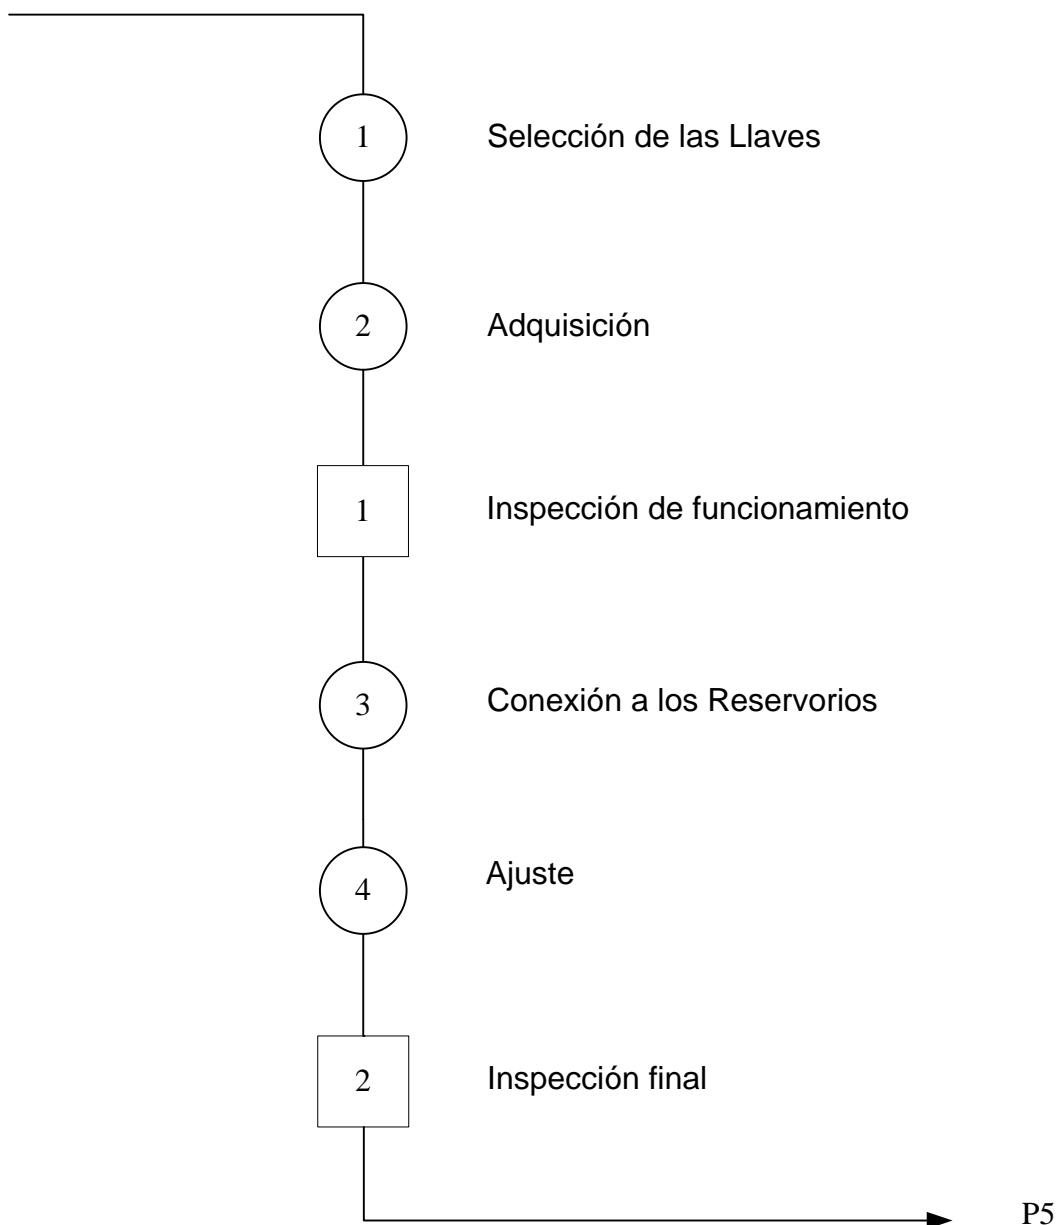 1 Selección de las Llaves
2 Adquisición
1 Inspección de funcionamiento
3 Conexión a los Reservorios
4 Ajuste
2 Inspección final
P5